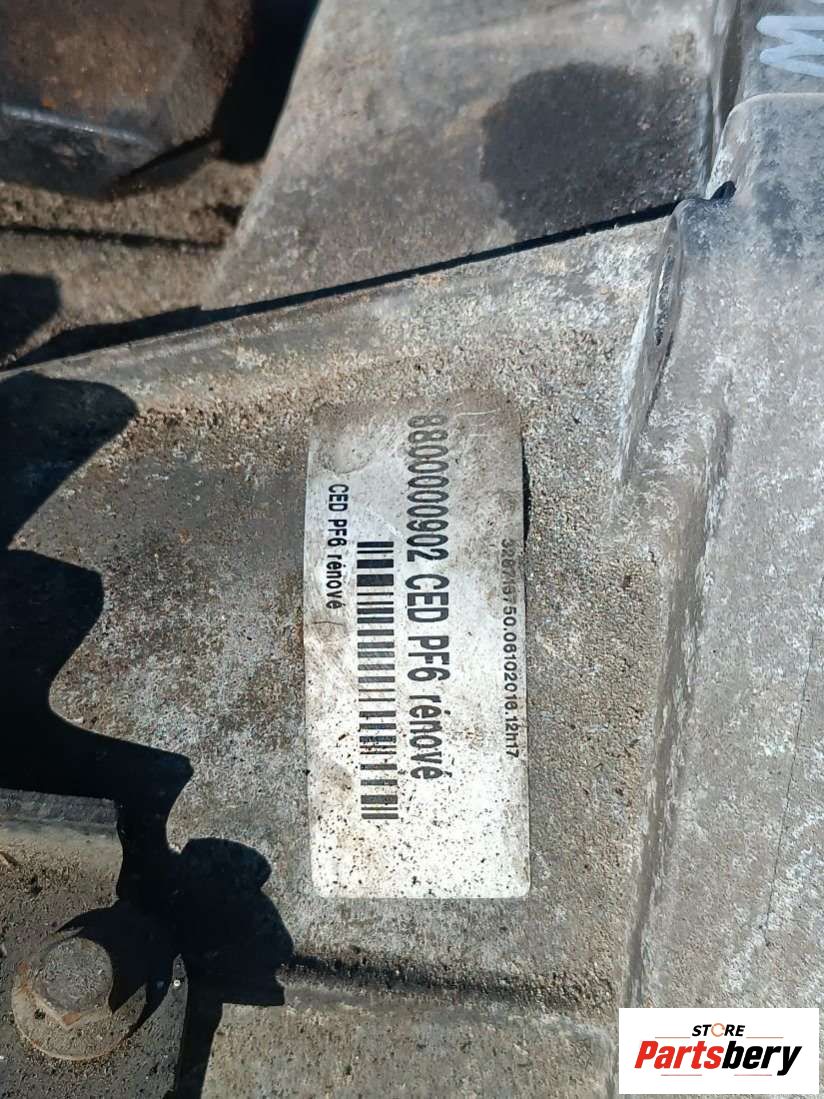 8800000902 CED PF6 rénové
CED PF6 rénové
STORE
Partsbery